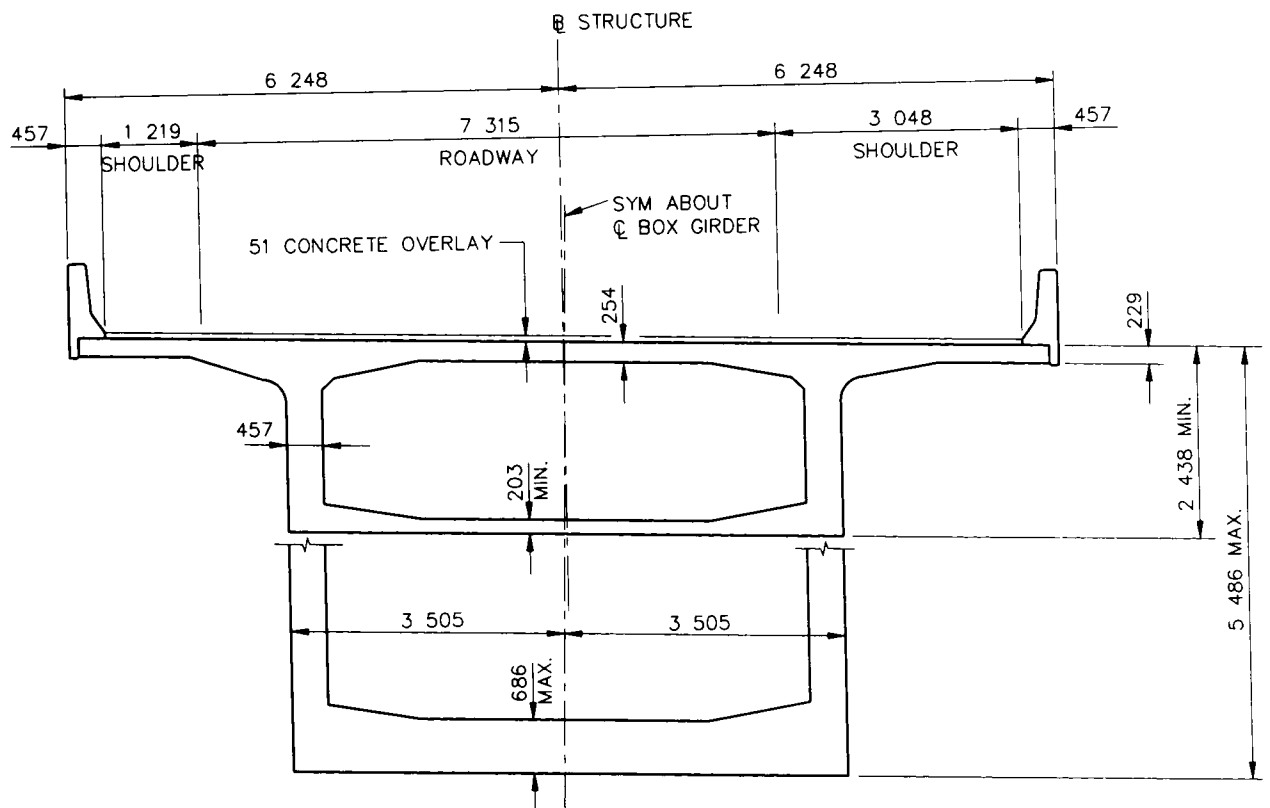 ℄ STRUCTURE
6 248
6 248
457
1 219
7 315
3 048
457
SHOULDER
ROADWAY
SHOULDER
SYM ABOUT
℄ BOX GIRDER
51 CONCRETE OVERLAY
254
229
457
203
MIN.
2 438 MIN.
5 486 MAX.
3 505
3 505
686
MAX.